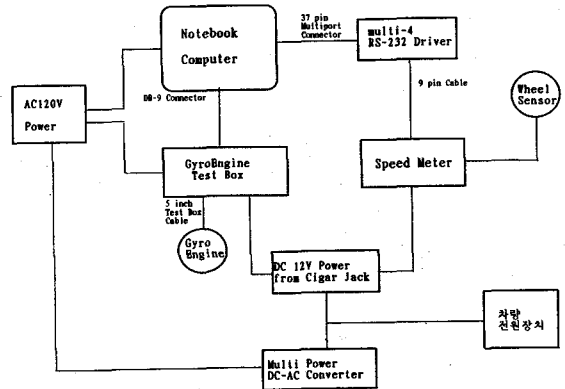 Notebook
Computer
37 pin
Multiport
Connector
multi-4
RS-232 Driver
AC120V
Power
DB-9 Connector
9 pin Cable
Wheel
Sensor
GyroEngine
Test Box
Speed Meter
5 inch
Test Box
Cable
Gyro
Engine
DC 12V Power
from Cigar Jack
차량
전원장치
Multi Power
DC-AC Converter